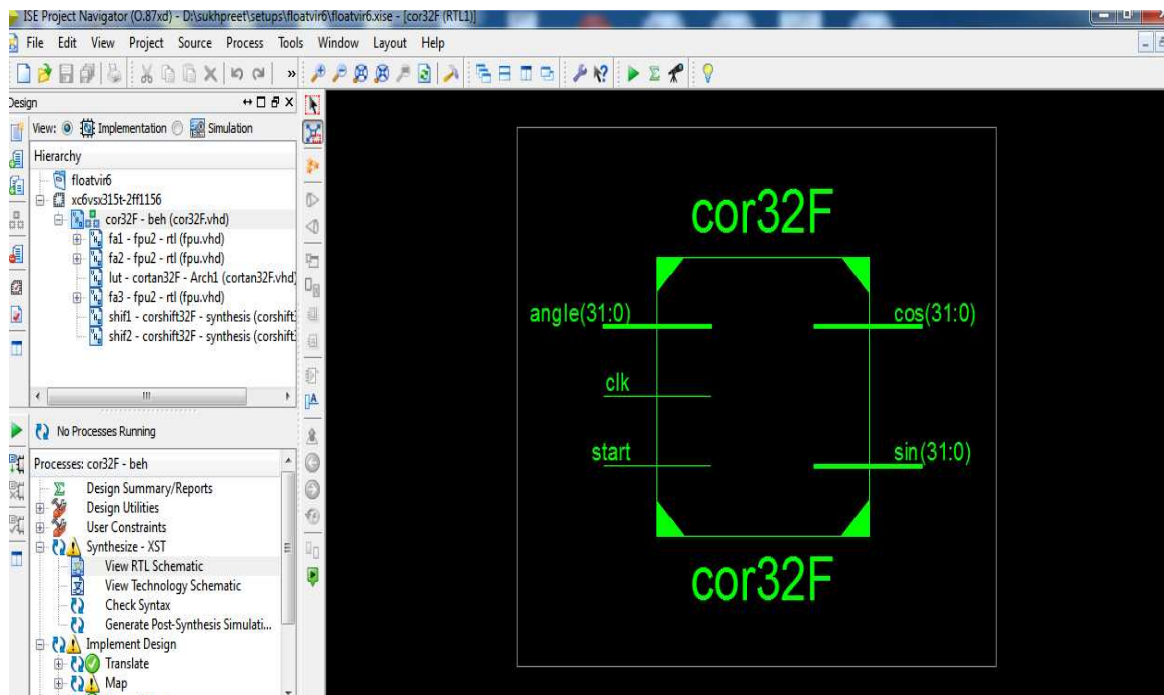 ISE Project Navigator (O.87xd) - D:\sukhpreet\setups\floatvir6\floatvir6.xise - [cor32F (RTL1)]
File Edit View Project Source Process Tools Window Layout Help
Design
View: Implementation Simulation
Hierarchy
floatvir6
xc6vsx315t-2ff1156
cor32F - beh (cor32F.vhd)
fa1 - fpu2 - rtl (fpu.vhd)
fa2 - fpu2 - rtl (fpu.vhd)
lut - cortan32F - Arch1 (cortan32F.vhd)
fa3 - fpu2 - rtl (fpu.vhd)
shif1 - corshift32F - synthesis (corshift
shif2 - corshift32F - synthesis (corshift
No Processes Running
Processes: cor32F - beh
Design Summary/Reports
Design Utilities
User Constraints
Synthesize - XST
View RTL Schematic
View Technology Schematic
Check Syntax
Generate Post-Synthesis Simulati...
Implement Design
Translate
Map
cor32F
angle(31:0)
cos(31:0)
clk
start
sin(31:0)
cor32F